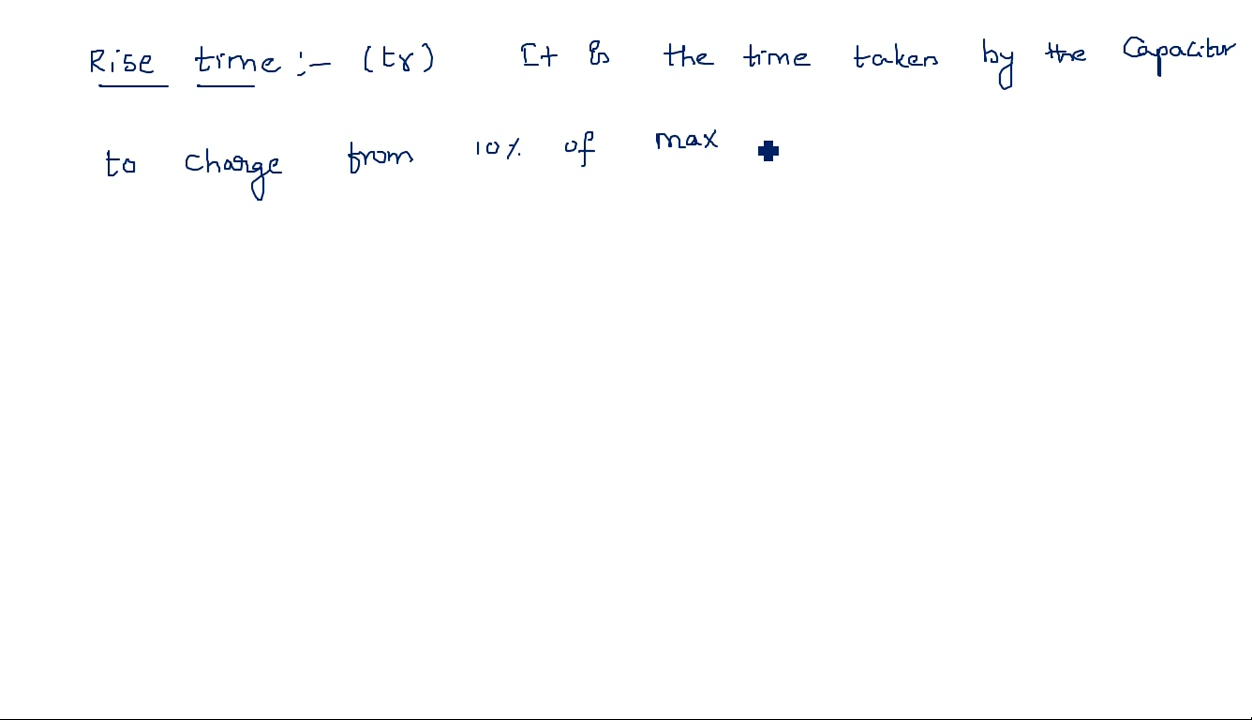 Rise time :- (tr) It is the time taken by the Capacitor
to charge from 10% of max